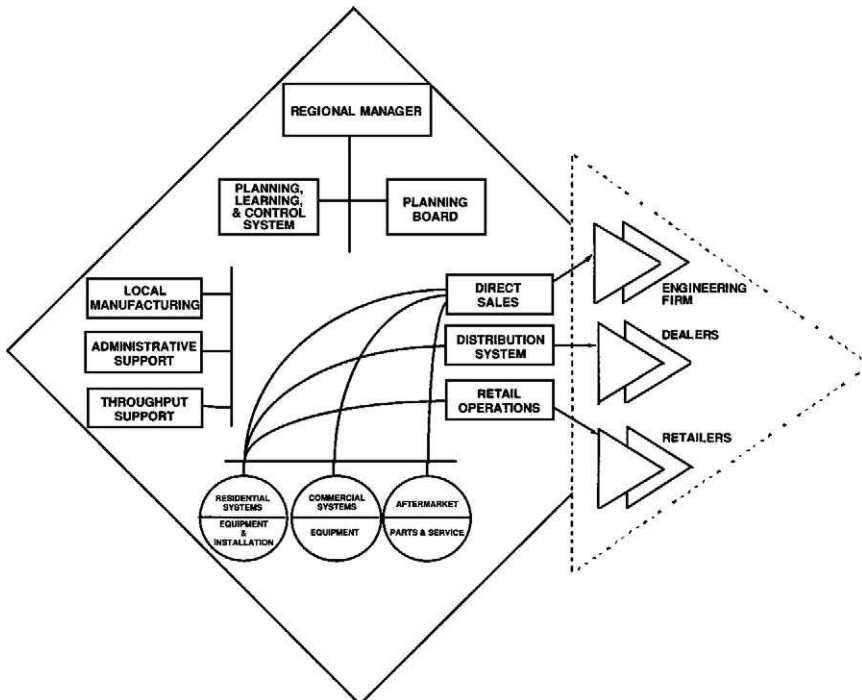 REGIONAL MANAGER
PLANNING,
LEARNING,
& CONTROL
SYSTEM
PLANNING
BOARD
LOCAL
MANUFACTURING
ADMINISTRATIVE
SUPPORT
THROUGHPUT
SUPPORT
DIRECT
SALES
DISTRIBUTION
SYSTEM
RETAIL
OPERATIONS
ENGINEERING
FIRM
DEALERS
RETAILERS
RESIDENTIAL
SYSTEMS
EQUIPMENT
&
INSTALLATION
COMMERCIAL
SYSTEMS
EQUIPMENT
AFTERMARKET
PARTS & SERVICE